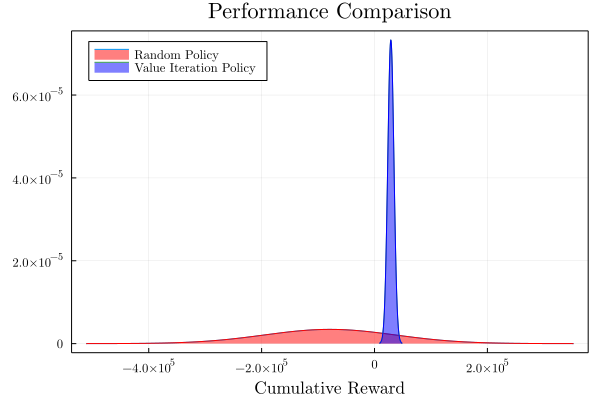 Performance Comparison
Random Policy
Value Iteration Policy
6.0×10⁻⁵
4.0×10⁻⁵
2.0×10⁻⁵
0
−4.0×10⁵ −2.0×10⁵ 0 2.0×10⁵
Cumulative Reward